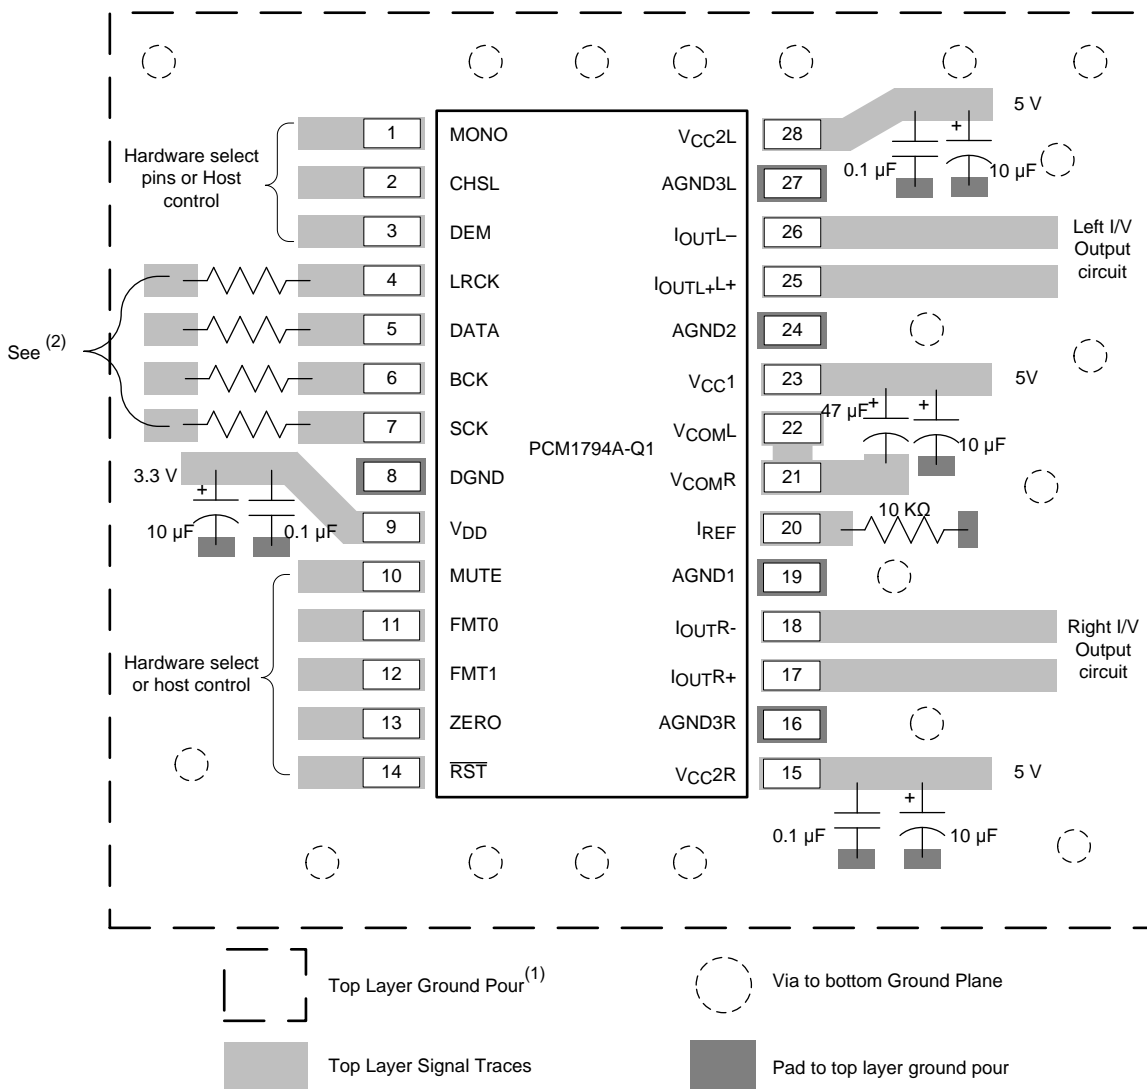 5 V
1 MONO VCC2L 28
Hardware select
pins or Host
control
0.1 µF 10 µF
2 CHSL AGND3L 27
3 DEM IOUTL– 26
Left I/V
Output
circuit
4 LRCK IOUTL+L+ 25
5 DATA AGND2 24
See (2)
6 BCK VCC1 23
5V
47 µF
+
+
10 µF
7 SCK VCOML 22
PCM1794A-Q1
3.3 V
8 DGND VCOMR 21
+
10 µF 0.1 µF
10 KΩ
9 VDD IREF 20
10 MUTE AGND1 19
11 FMT0 IOUTR- 18
Right I/V
Output
circuit
Hardware select
or host control
12 FMT1 IOUTR+ 17
13 ZERO AGND3R 16
14 RST VCC2R 15
5 V
+
0.1 µF 10 µF
Top Layer Ground Pour(1)
Via to bottom Ground Plane
Top Layer Signal Traces
Pad to top layer ground pour